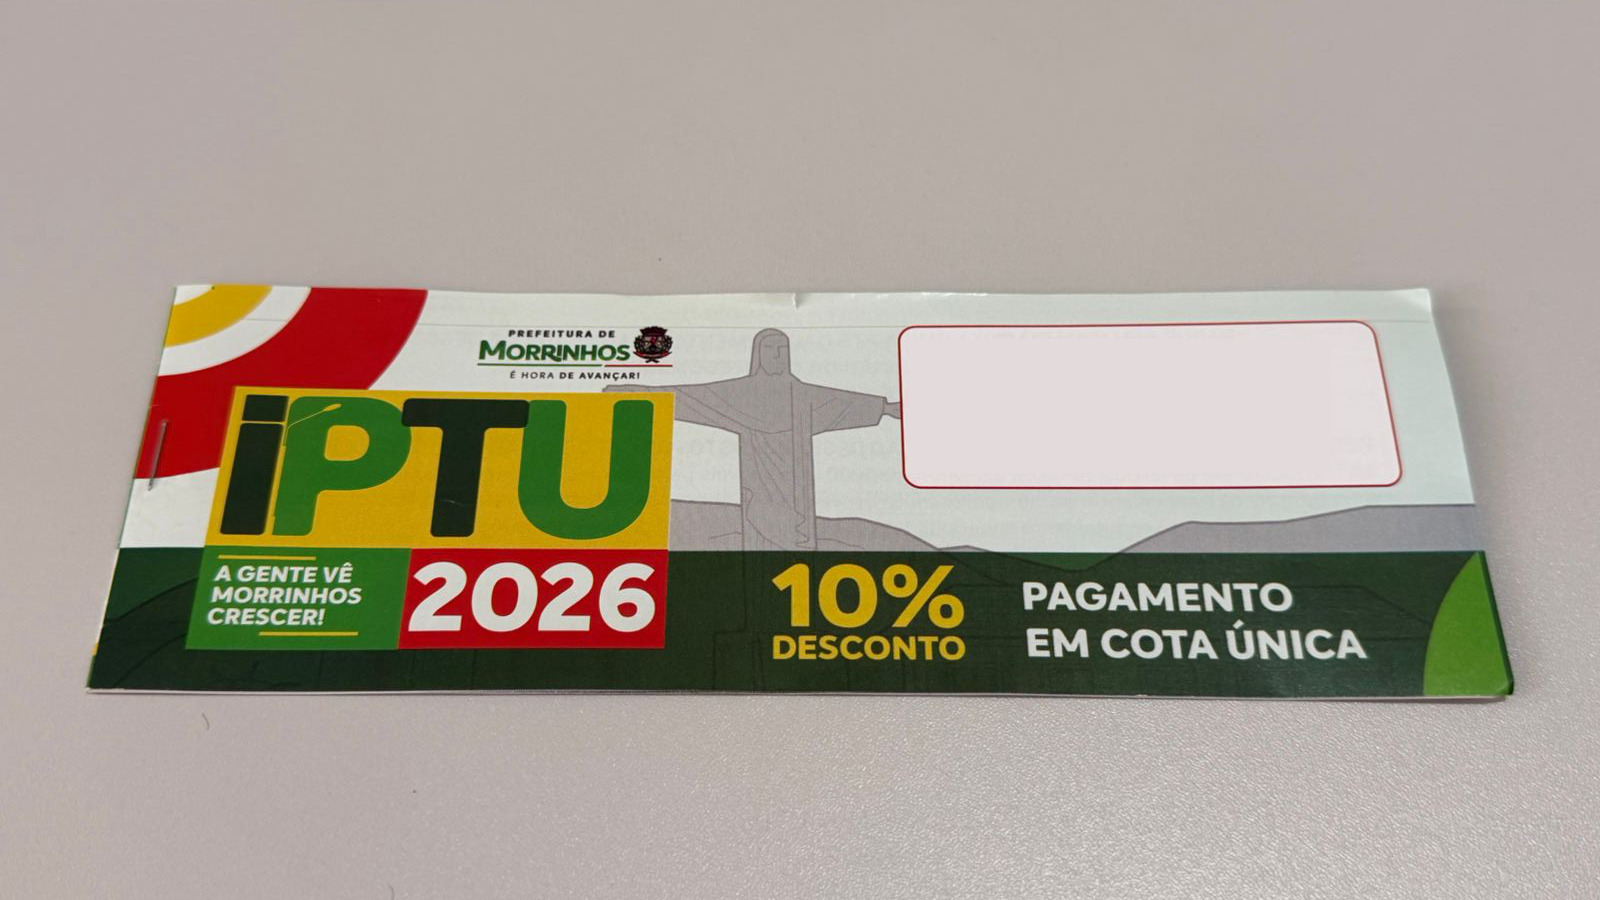 PREFEITURA DE
MORRINHOS
É HORA DE AVANÇAR!
IPTU
A GENTE VÊ
MORRINHOS
CRESCER!
2026
10%
DESCONTO
PAGAMENTO
EM COTA ÚNICA